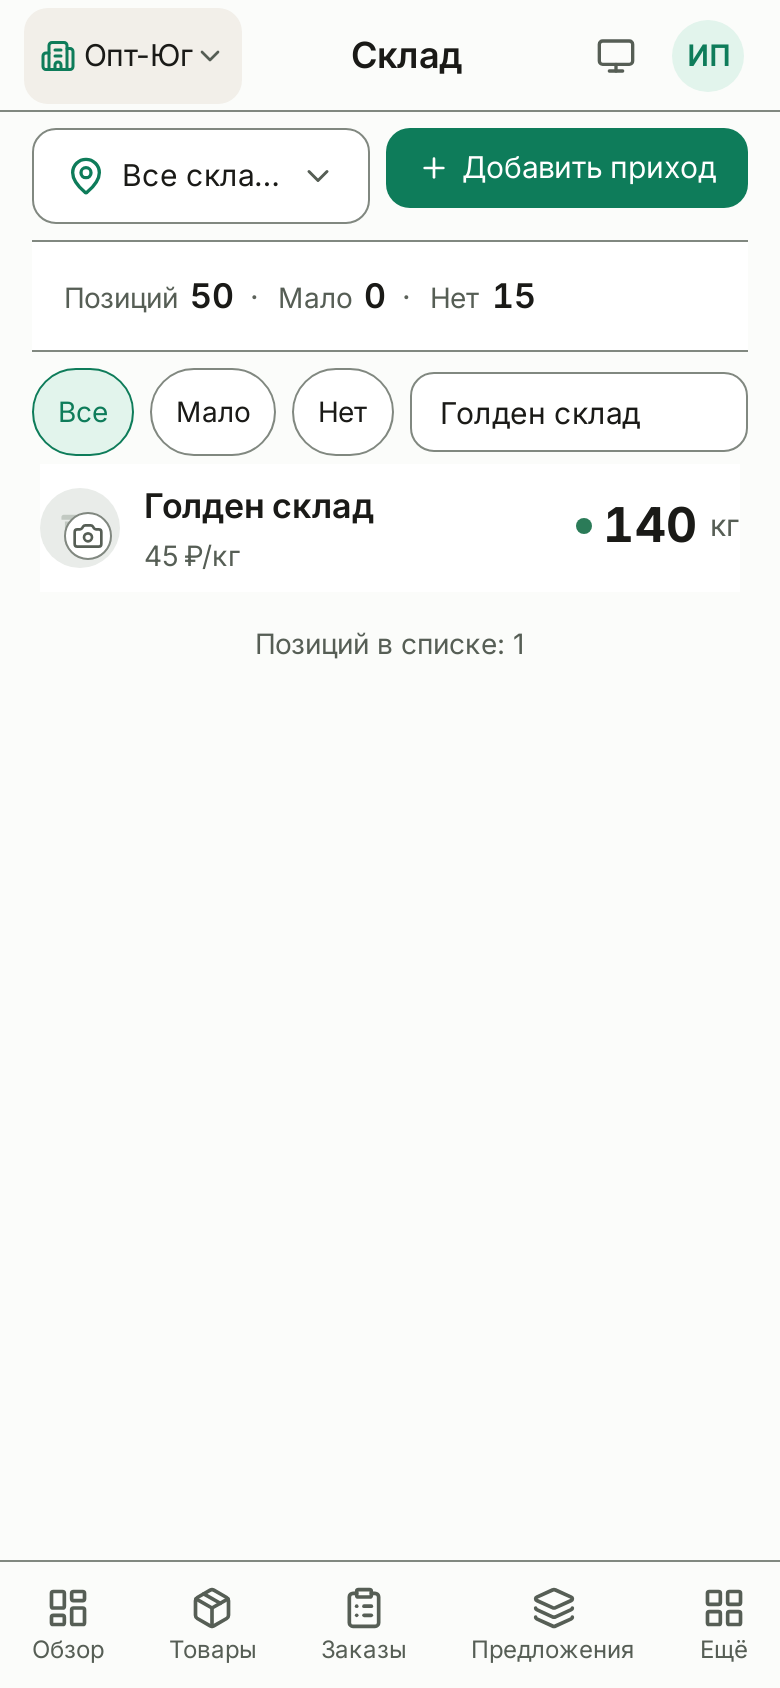 Опт-Юг
Склад
ИП
Все скла...
+ Добавить приход
Позиций 50 · Мало 0 · Нет 15
Все
Мало
Нет
Голден склад
Голден склад
45 ₽/кг
140 кг
Позиций в списке: 1
Обзор
Товары
Заказы
Предложения
Ещё